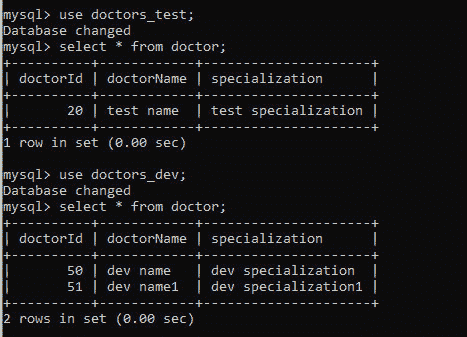 mysql> use doctors_test;
Database changed
mysql> select * from doctor;
+----------+------------+---------------------+
| doctorId | doctorName | specialization      |
+----------+------------+---------------------+
|       20 | test name  | test specialization |
+----------+------------+---------------------+
1 row in set (0.00 sec)

mysql> use doctors_dev;
Database changed
mysql> select * from doctor;
+----------+------------+---------------------+
| doctorId | doctorName | specialization      |
+----------+------------+---------------------+
|       50 | dev name   | dev specialization  |
|       51 | dev name1  | dev specialization1 |
+----------+------------+---------------------+
2 rows in set (0.00 sec)